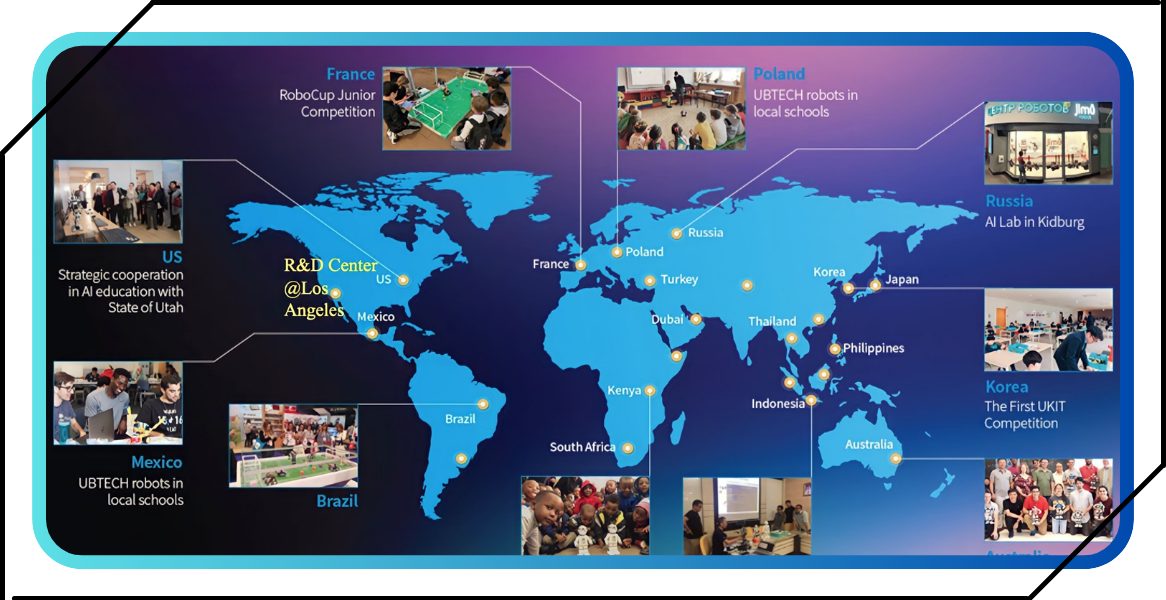 France
RoboCup Junior
Competition
Poland
UBTECH robots in
local schools
Jimu
Russia
AI Lab in Kidburg
US
Strategic cooperation
in AI education with
State of Utah
R&D Center
@Los
Angeles
US
Mexico
France
Poland
Russia
Turkey
Dubai
Korea
Japan
Thailand
Philippines
Kenya
Indonesia
Brazil
South Africa
Australia
Korea
The First UKIT
Competition
Mexico
UBTECH robots in
local schools
Brazil
Australia